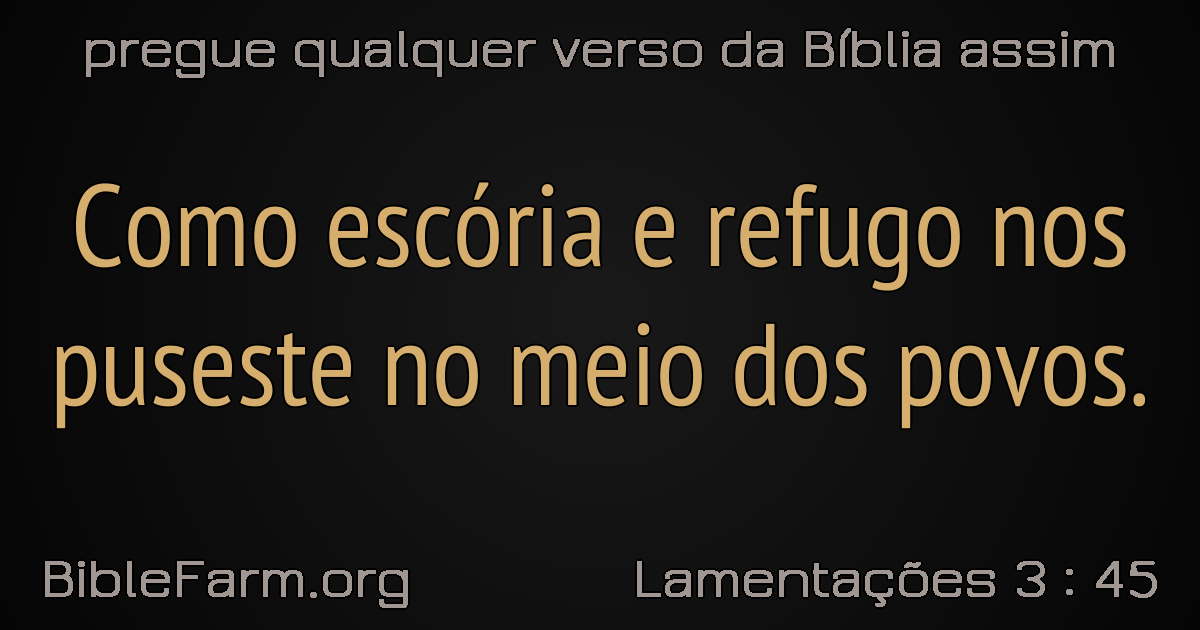 pregue qualquer verso da Bíblia assim
Como escória e refugo nos
puseste no meio dos povos.
BibleFarm.org
Lamentações 3 : 45